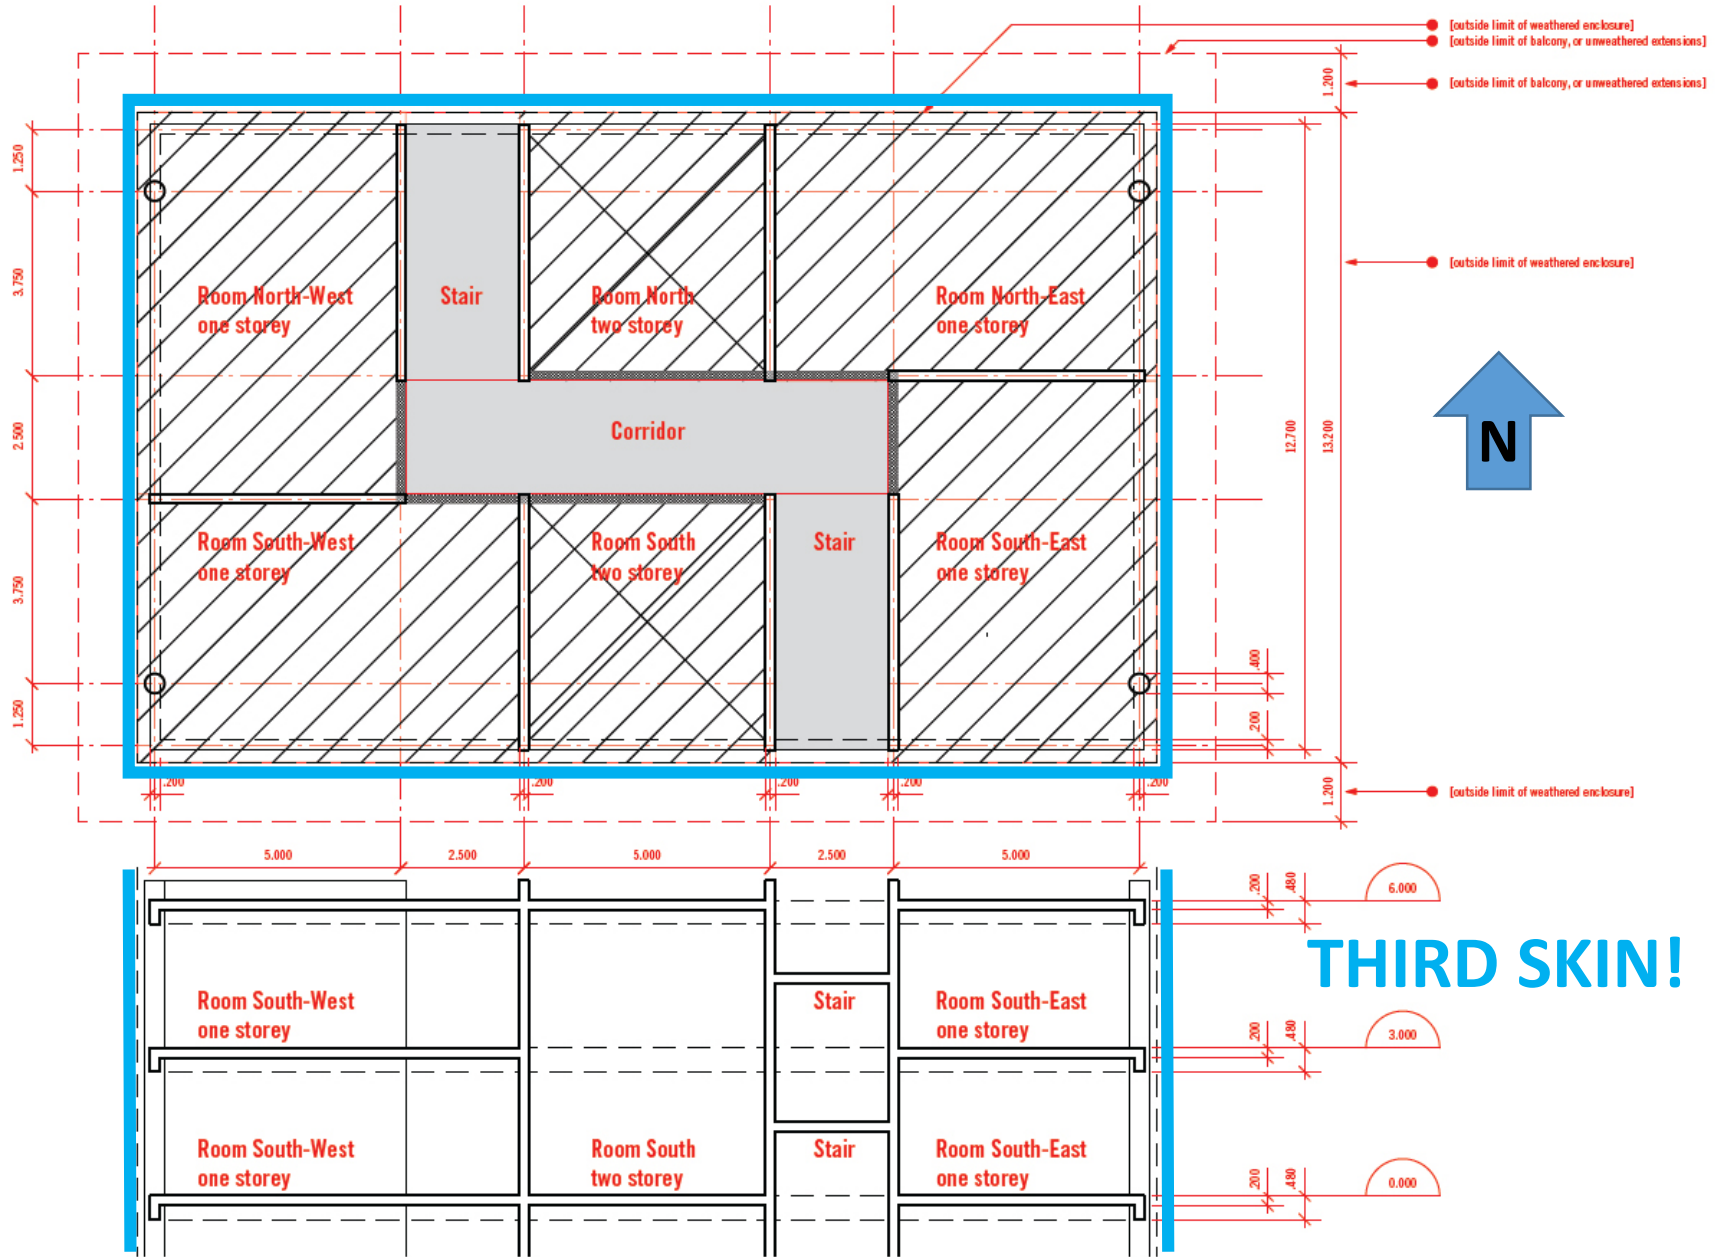 [outside limit of weathered enclosure]
[outside limit of balcony, or unweathered extensions]
1.200
[outside limit of balcony, or unweathered extensions]
1.250
3.750
2.500
3.750
1.250
Room North-West
one storey
Stair
Room North
two storey
Room North-East
one storey
[outside limit of weathered enclosure]
Corridor
12.700
13.200
N
Room South-West
one storey
Room South
two storey
Stair
Room South-East
one storey
.400
.200
.200
.200
.200
.200
.200
1.200
[outside limit of weathered enclosure]
5.000
2.500
5.000
2.500
5.000
.200
.480
6.000
THIRD SKIN!
Room South-West
one storey
Stair
Room South-East
one storey
.200
.480
3.000
Room South-West
one storey
Room South
two storey
Stair
Room South-East
one storey
.200
.480
0.000